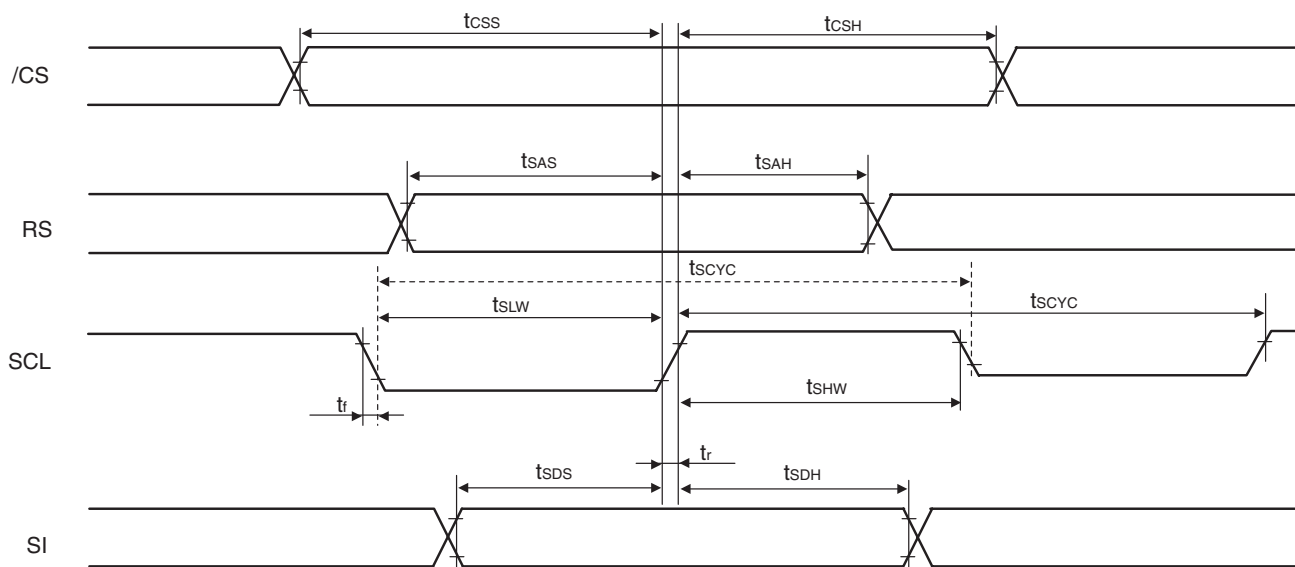 tCSS
tCSH
/CS
tSAS
tSAH
RS
tSCYC
tSLW
tSCYC
SCL
tSHW
tf
tr
tSDS
tSDH
SI